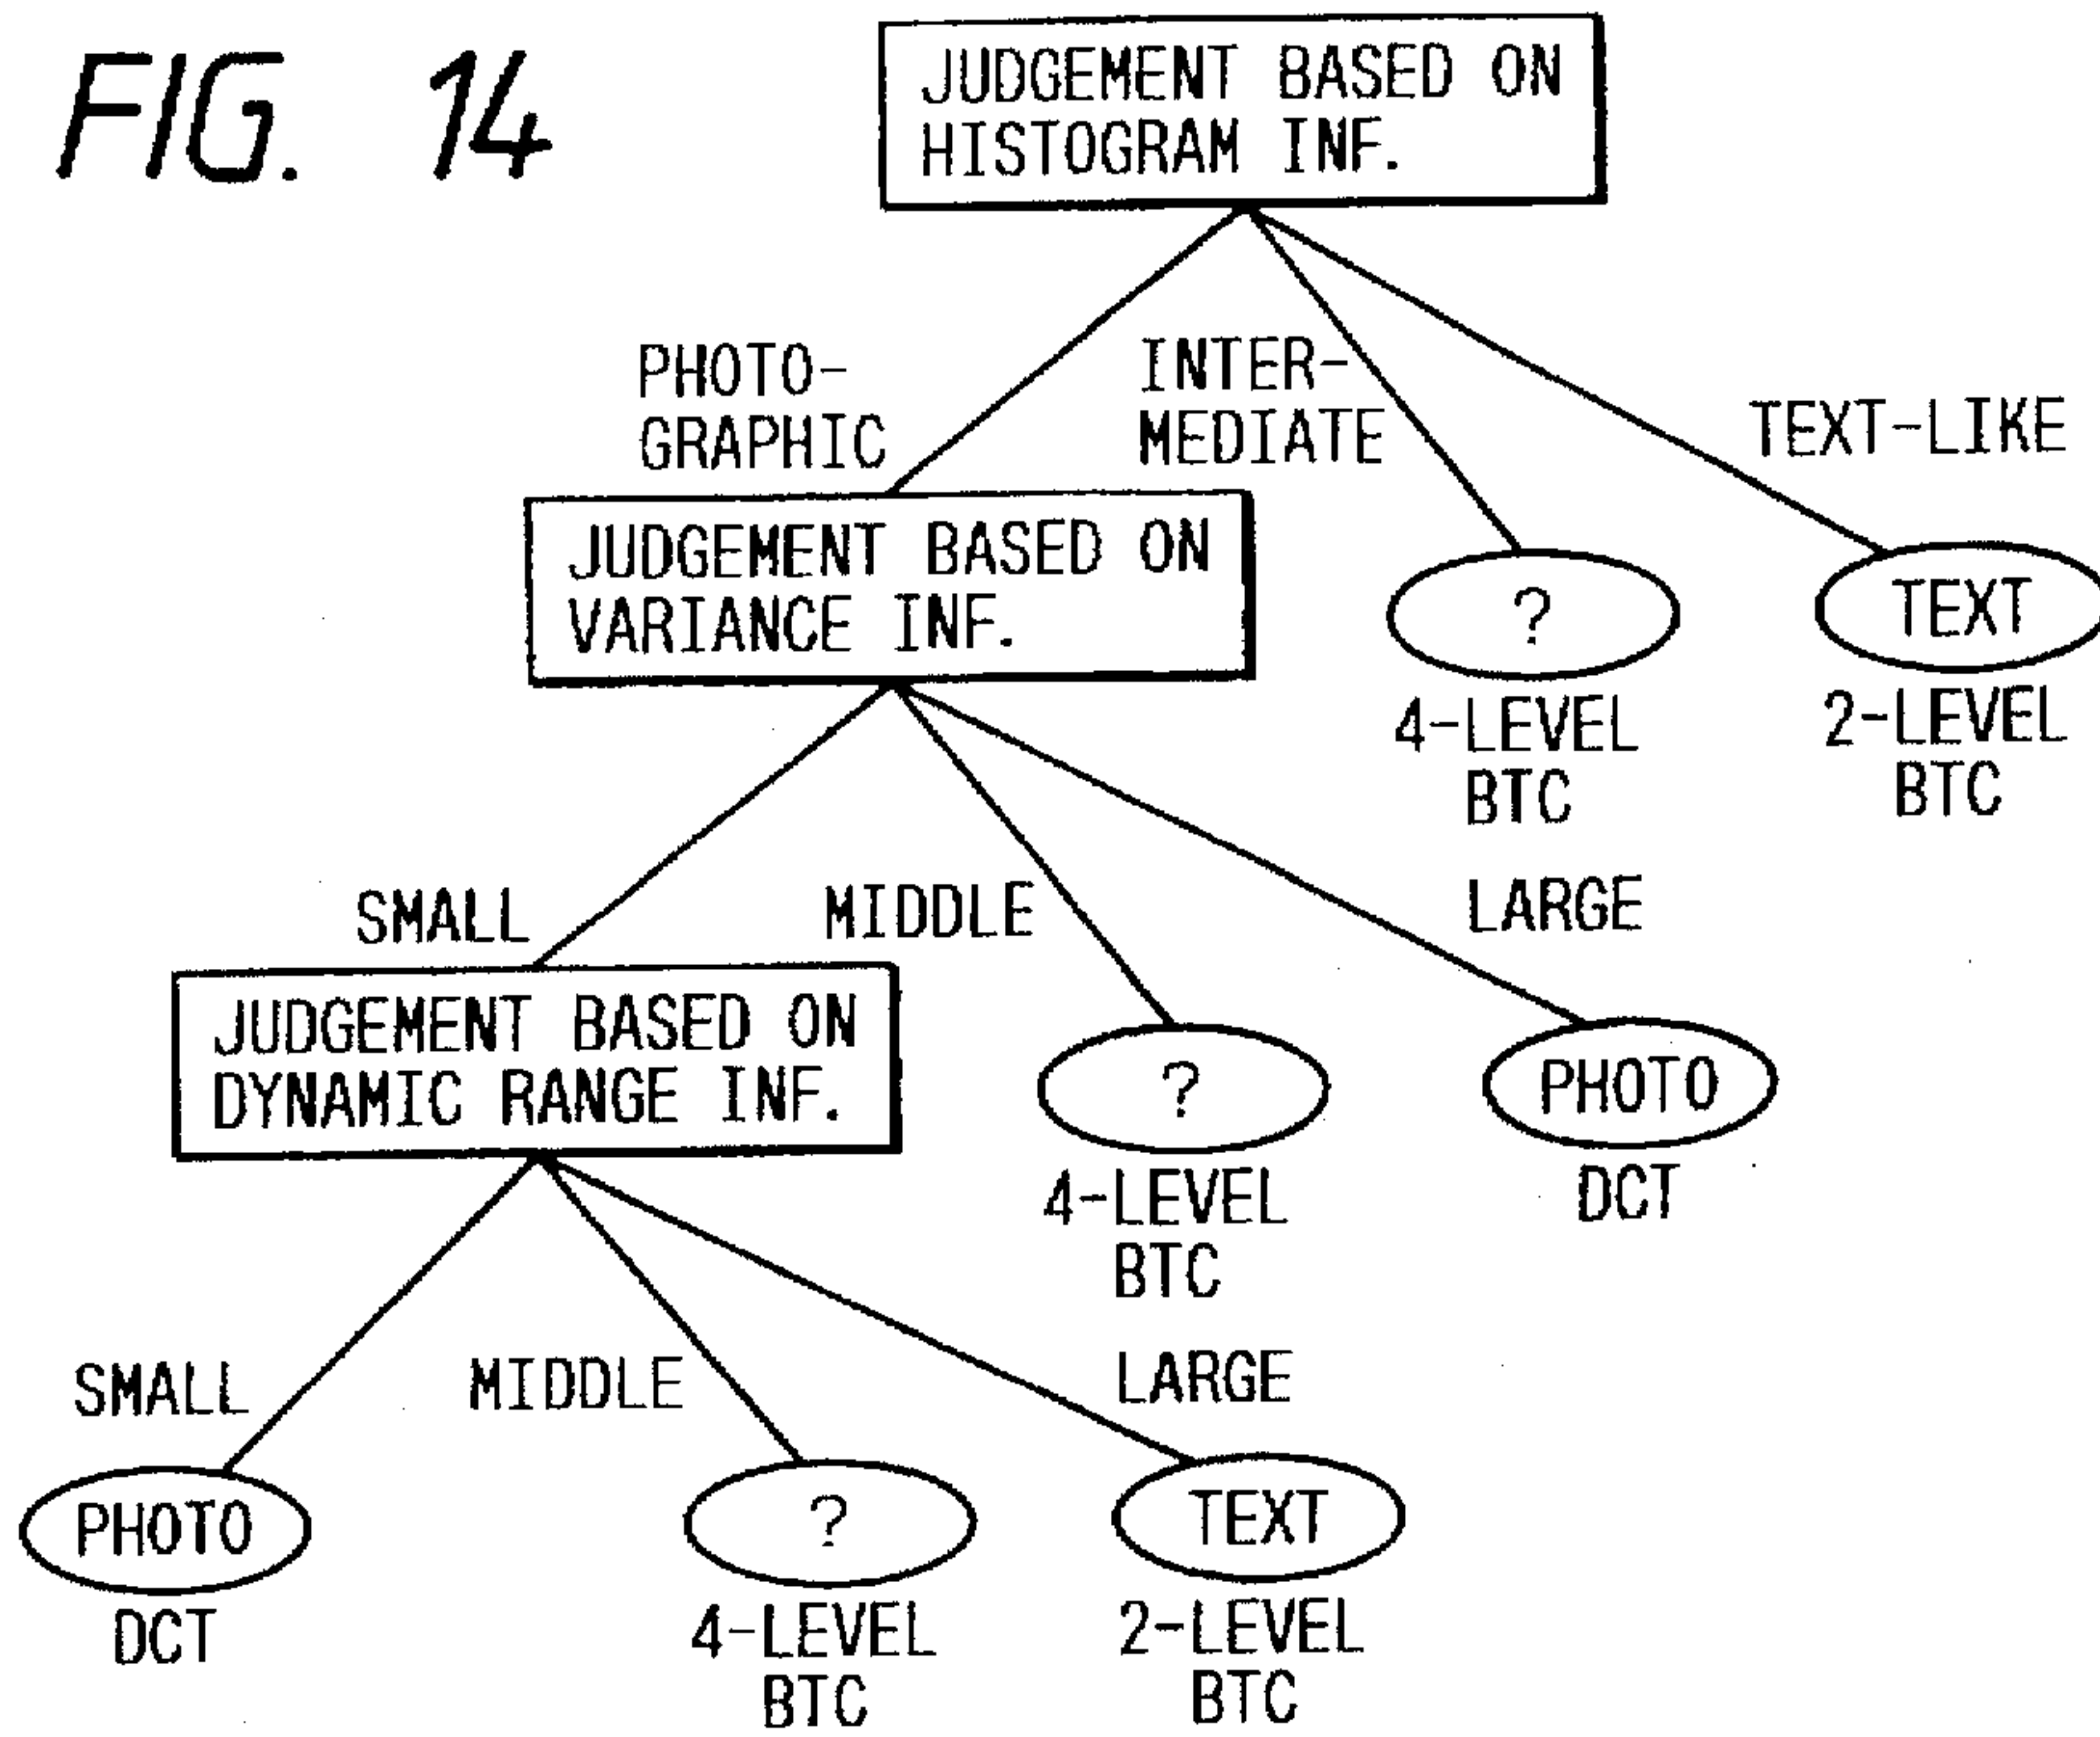 FIG. 14
JUDGEMENT BASED ON
HISTOGRAM INF.
PHOTO-
GRAPHIC
INTER-
MEDIATE
TEXT-LIKE
JUDGEMENT BASED ON
VARIANCE INF.
?
4-LEVEL
BTC
TEXT
2-LEVEL
BTC
SMALL
MIDDLE
LARGE
JUDGEMENT BASED ON
DYNAMIC RANGE INF.
?
4-LEVEL
BTC
PHOTO
DCT
SMALL
MIDDLE
LARGE
PHOTO
DCT
?
4-LEVEL
BTC
TEXT
2-LEVEL
BTC